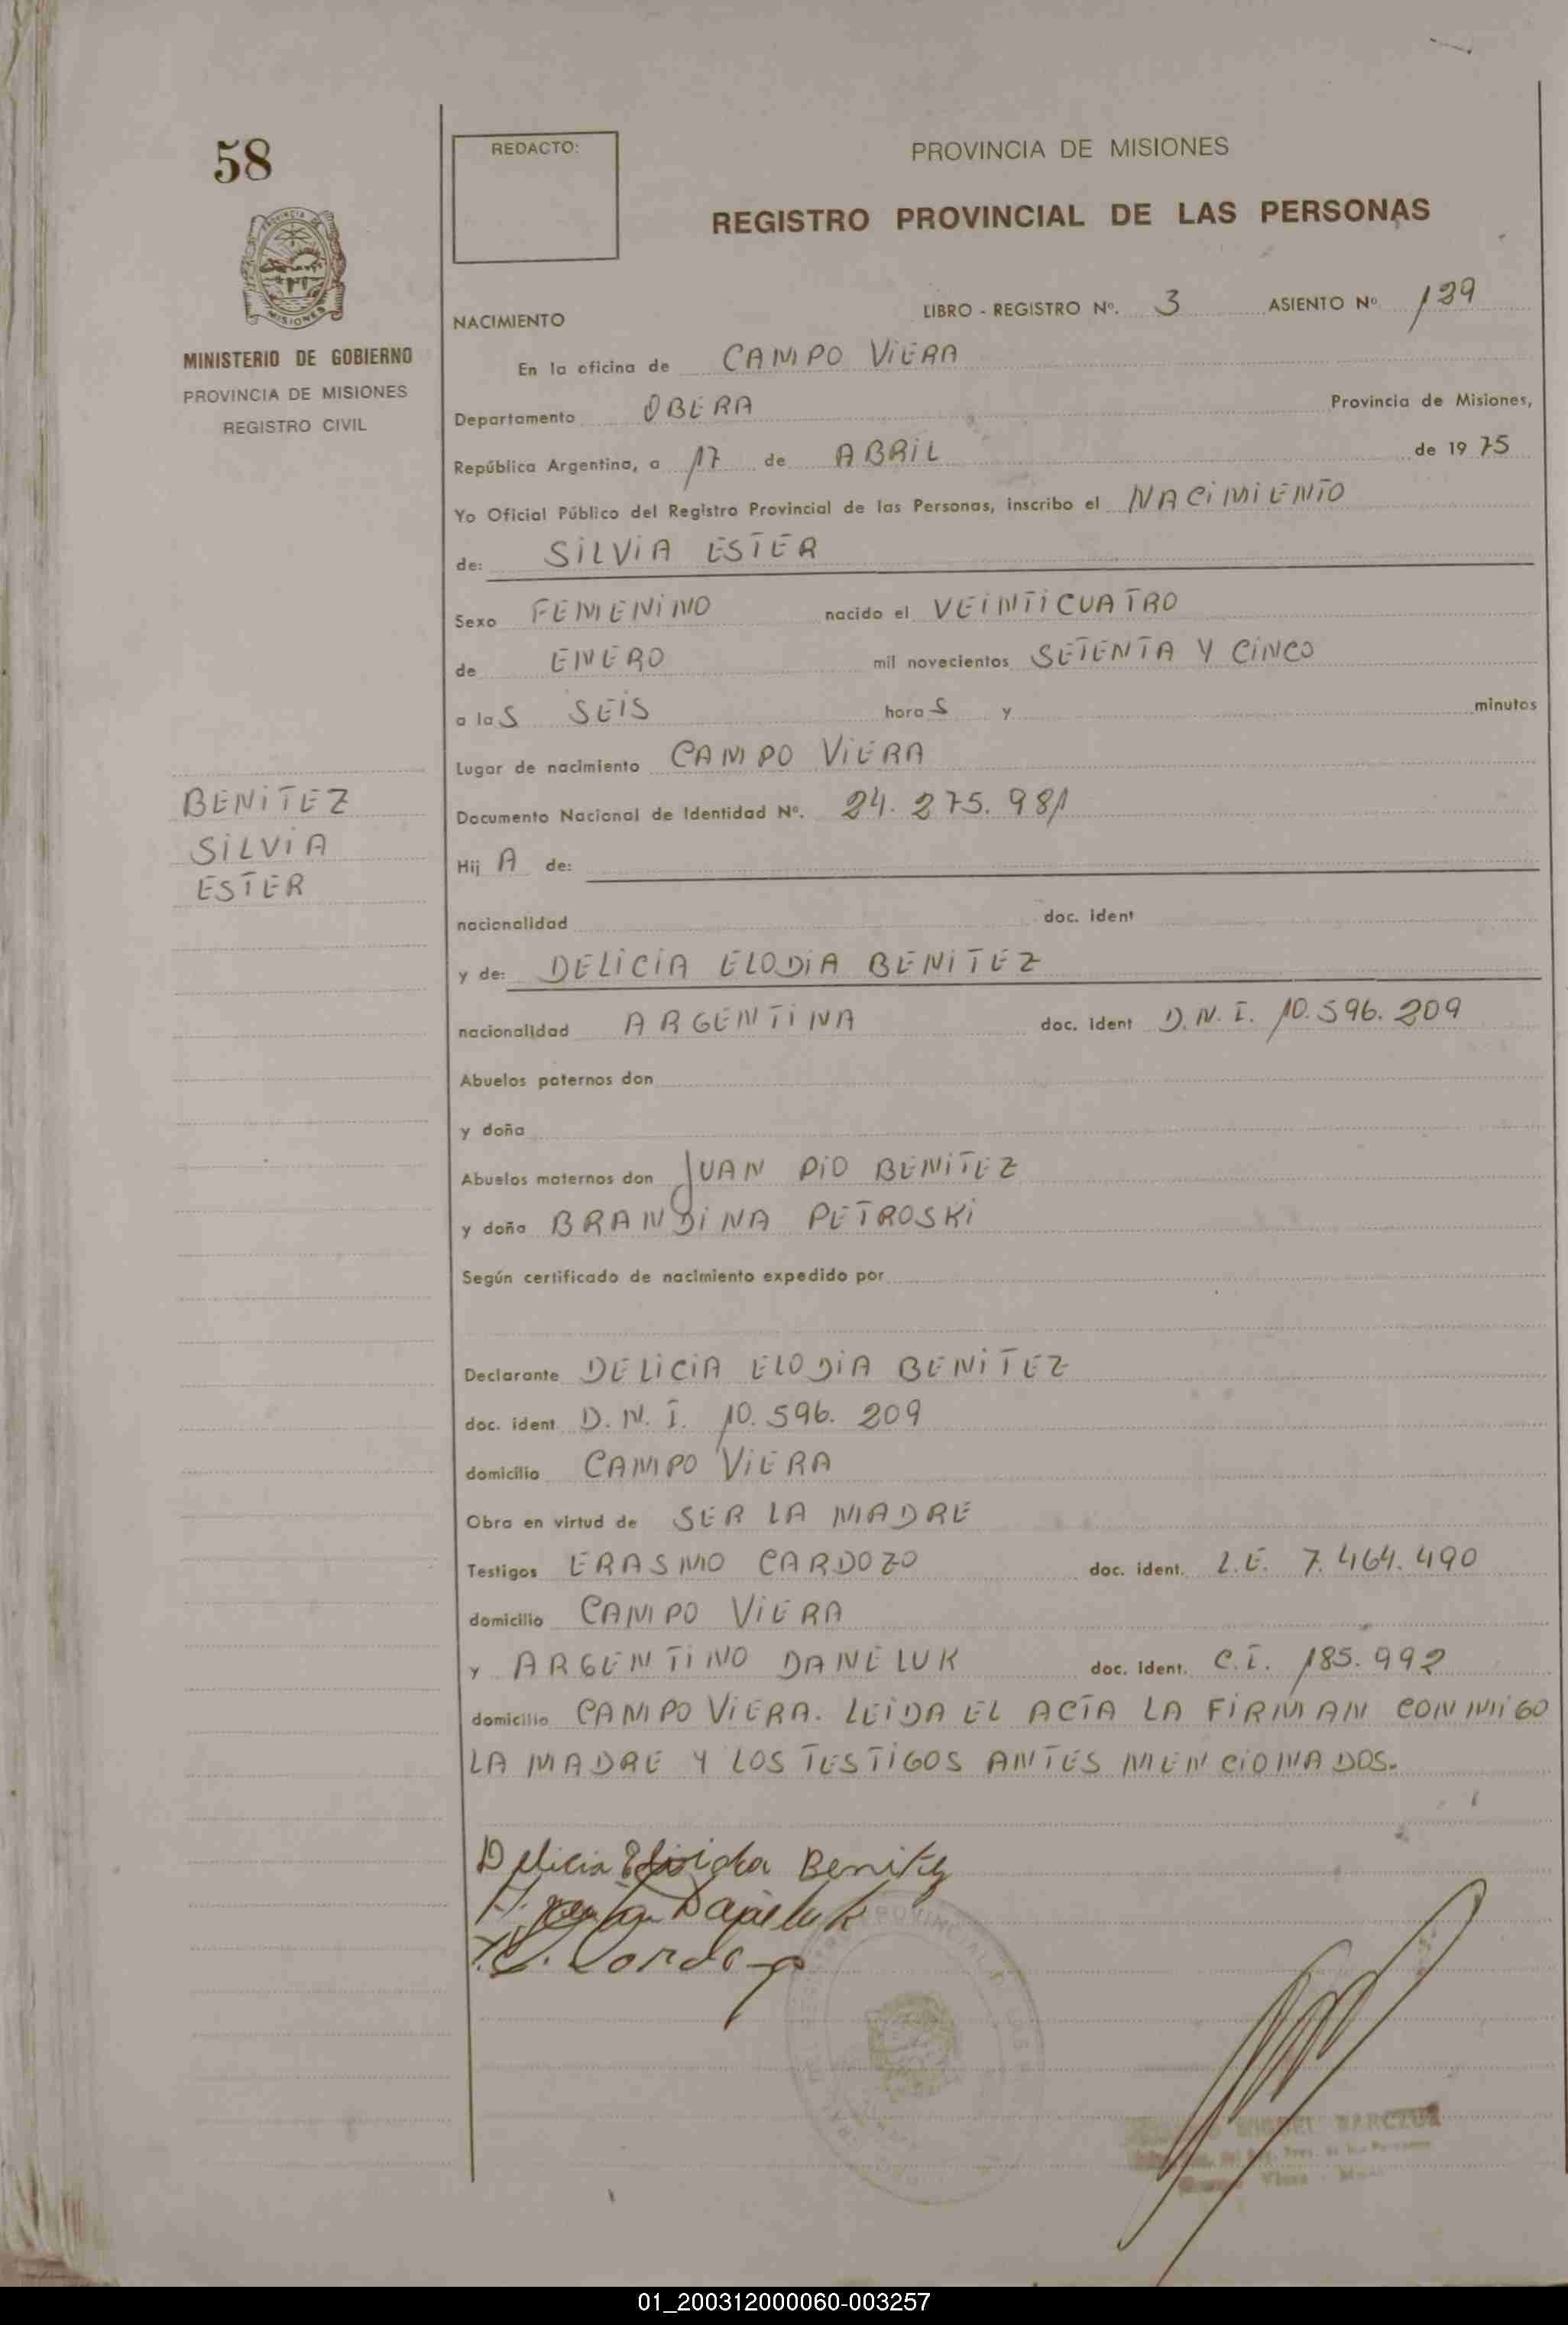 58
REDACTO:
PROVINCIA DE MISIONES
REGISTRO PROVINCIAL DE LAS PERSONAS
MISIONES
MINISTERIO DE GOBIERNO
PROVINCIA DE MISIONES
REGISTRO CIVIL
NACIMIENTO LIBRO - REGISTRO Nº. 3 ASIENTO Nº 139
En la oficina de CAMPO VIERA
Departamento OBERA Provincia de Misiones,
República Argentina, a 17 de ABRIL de 1975
Yo Oficial Público del Registro Provincial de las Personas, inscribo el NACIMIENTO
de: SILVIA ESTER
Sexo FEMENINO nacido el VEINTICUATRO
de ENERO mil novecientos SETENTA Y CINCO
a las SEIS horas y minutos
Lugar de nacimiento CAMPO VIERA
BENITEZ
SILVIA
ESTER
Documento Nacional de Identidad Nº. 24.275.981
Hij A de:
nacionalidad doc. ident
y de: DELICIA ELODIA BENITEZ
nacionalidad ARGENTINA doc. ident D.N.I. 10.596.209
Abuelos paternos don
y doña
Abuelos maternos don JUAN PIO BENITEZ
y doña BRANDINA PETROSKI
Según certificado de nacimiento expedido por
Declarante DELICIA ELODIA BENITEZ
doc. ident D.N.I. 10.596.209
domicilio CAMPO VIERA
Obra en virtud de SER LA MADRE
Testigos ERASMO CARDOZO doc. ident. L.E. 7.464.490
domicilio CAMPO VIERA
y ARGENTINO DANELUK doc. ident. C.I. 185.992
domicilio CAMPO VIERA. LEIDA EL ACTA LA FIRMAN CONMIGO
LA MADRE Y LOS TESTIGOS ANTES MENCIONADOS.
Delicia Benitez
Daneluk
01_200312000060-003257